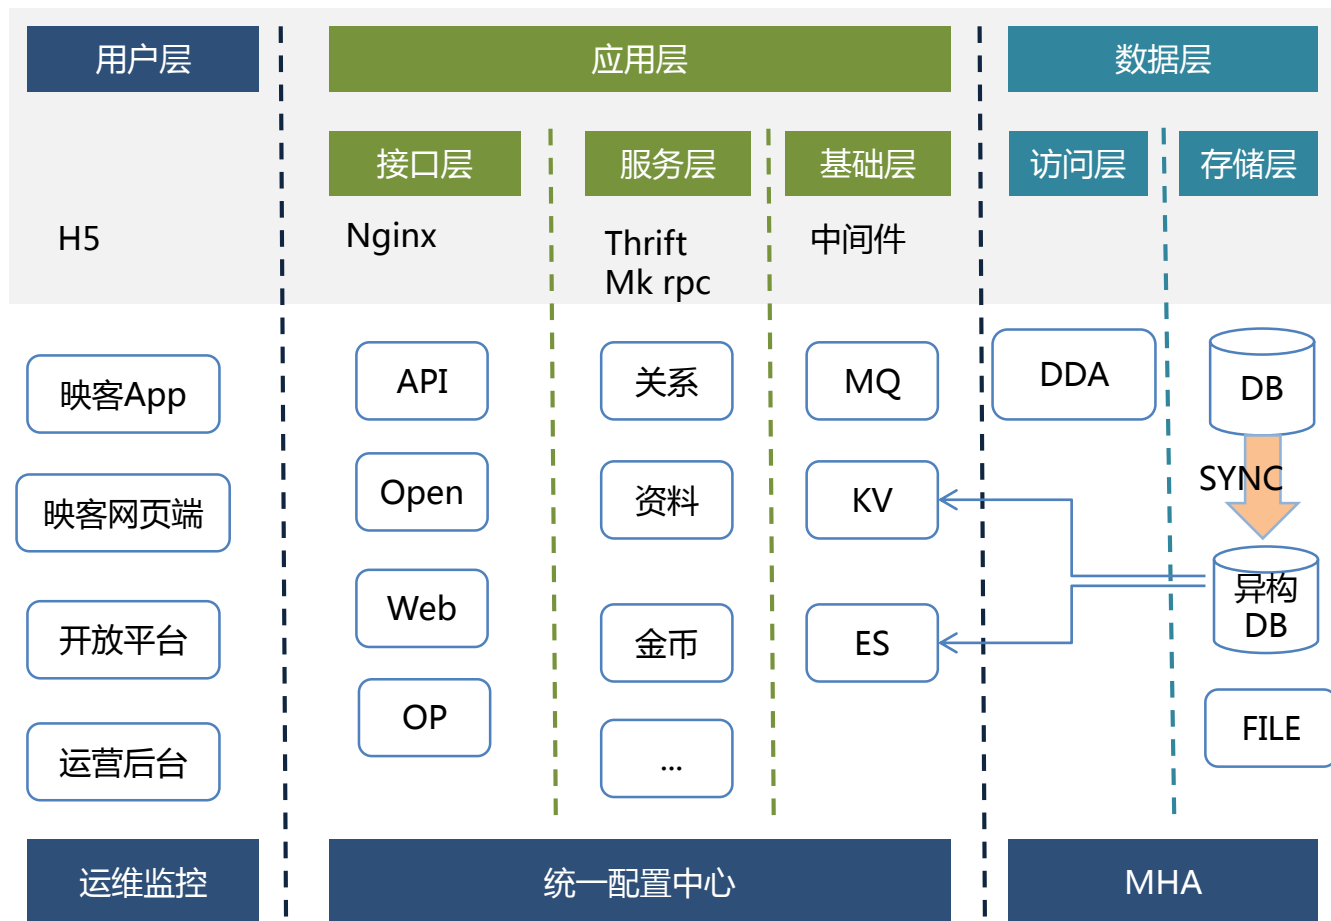 用户层
应用层
数据层
接口层
服务层
基础层
访问层
存储层
H5
Nginx
Thrift
Mk rpc
中间件
映客App
API
关系
MQ
DDA
DB
映客网页端
Open
资料
KV
SYNC
开放平台
Web
金币
ES
异构
DB
运营后台
OP
...
FILE
运维监控
统一配置中心
MHA